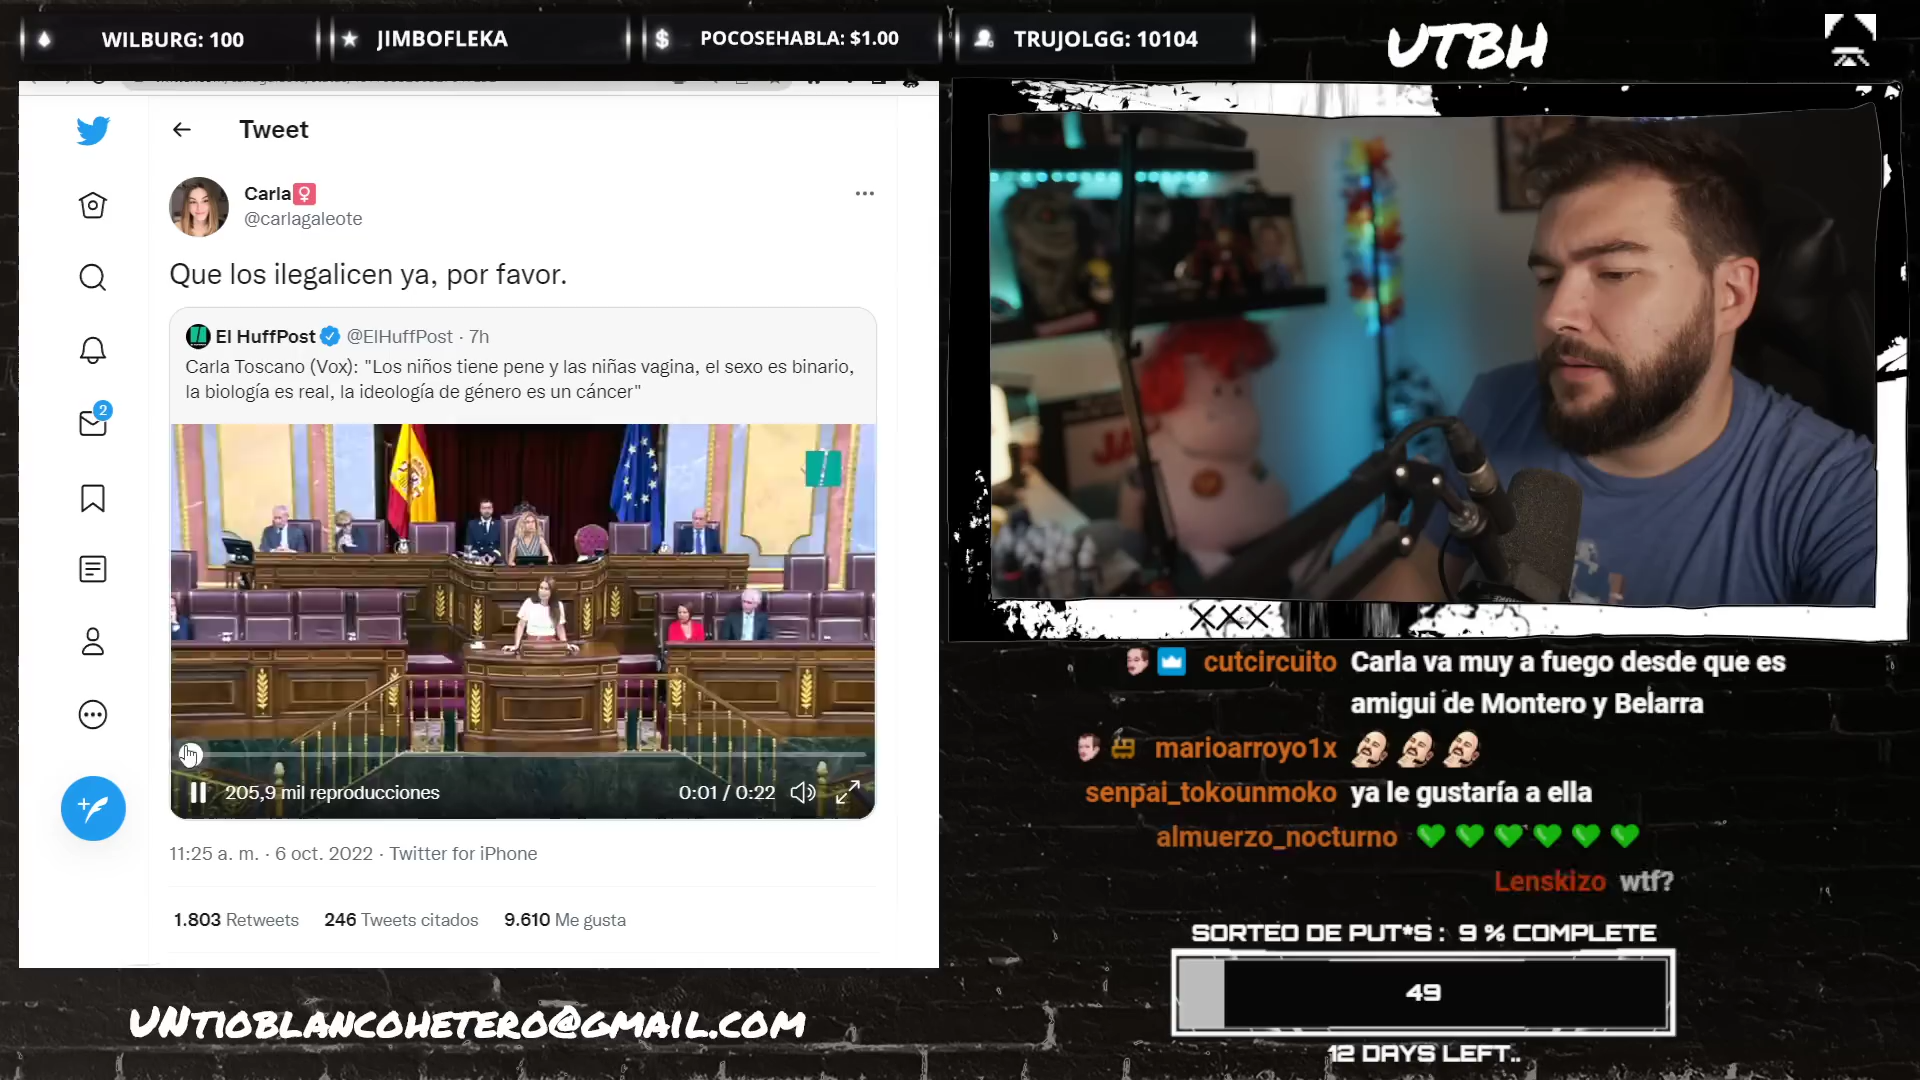 WILBURG: 100
JIMBOFLEKA
POCOSEHABLA: $1.00
TRUJOLGG: 10104
UTBH
Tweet
Carla
@carlagaleote
Que los ilegalicen ya, por favor.
El HuffPost @ElHuffPost · 7h
Carla Toscano (Vox): "Los niños tiene pene y las niñas vagina, el sexo es binario,
la biología es real, la ideología de género es un cáncer"
2
205,9 mil reproducciones
0:01 / 0:22
11:25 a. m. · 6 oct. 2022 · Twitter for iPhone
1.803 Retweets 246 Tweets citados 9.610 Me gusta
XXX
cutcircuito Carla va muy a fuego desde que es
amigui de Montero y Belarra
marioarroyo1x
senpai_tokounmoko ya le gustaría a ella
almuerzo_nocturno
Lenskizo wtf?
SORTEO DE PUT*S : 9 % COMPLETE
49
12 DAYS LEFT..
UNTIOBLANCOHETERO@GMAIL.COM